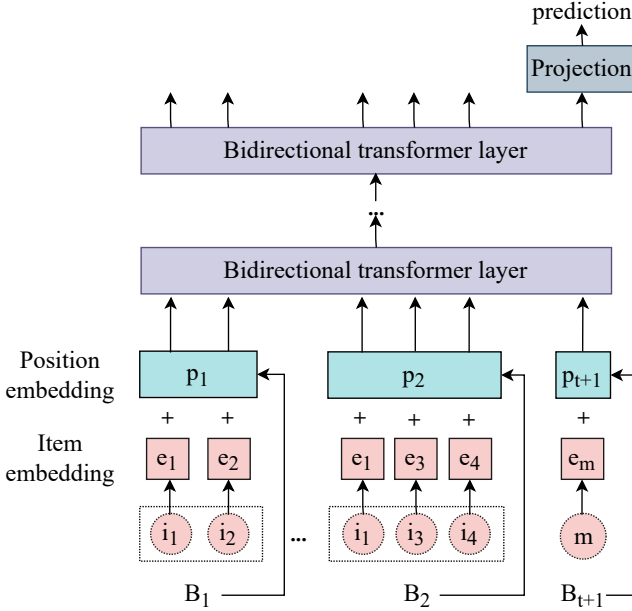 prediction
Projection
Bidirectional transformer layer
...
Bidirectional transformer layer
Position
embedding
p1
p2
pt+1
+ + + + + +
Item
embedding
e1 e2 e1 e3 e4 em
i1 i2 ... i1 i3 i4 m
B1 B2 Bt+1